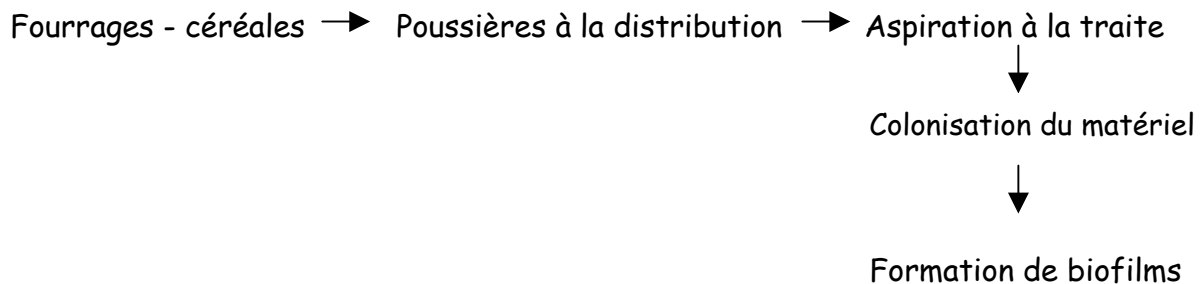 Fourrages - céréales → Poussières à la distribution → Aspiration à la traite
Colonisation du matériel
Formation de biofilms